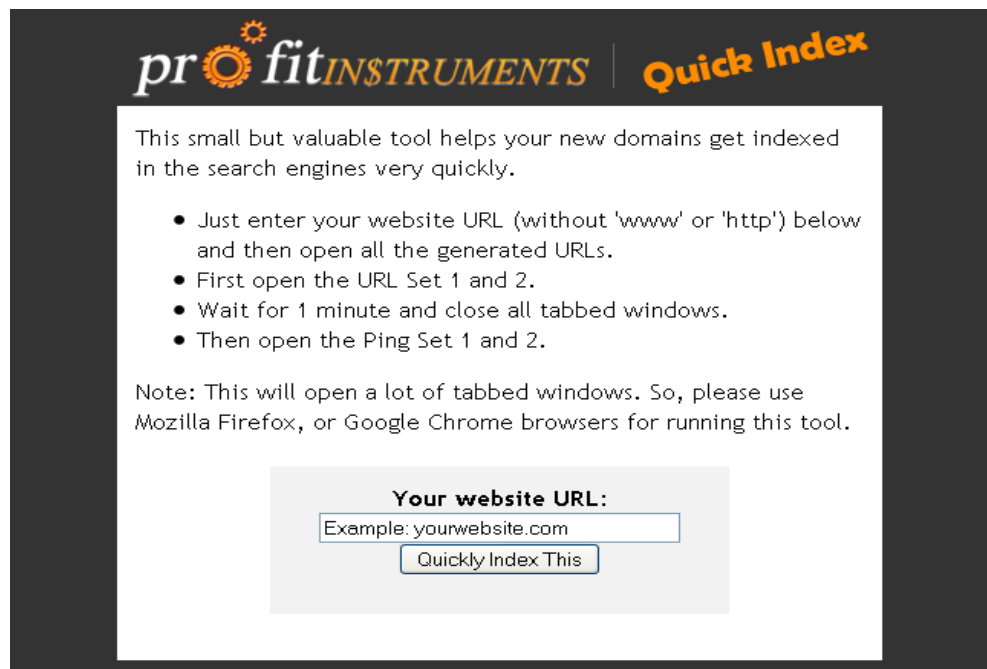 profitIN$TRUMENTS | Quick Index
This small but valuable tool helps your new domains get indexed
in the search engines very quickly.
• Just enter your website URL (without 'www' or 'http') below
and then open all the generated URLs.
• First open the URL Set 1 and 2.
• Wait for 1 minute and close all tabbed windows.
• Then open the Ping Set 1 and 2.
Note: This will open a lot of tabbed windows. So, please use
Mozilla Firefox, or Google Chrome browsers for running this tool.
Your website URL:
Example: yourwebsite.com
Quickly Index This